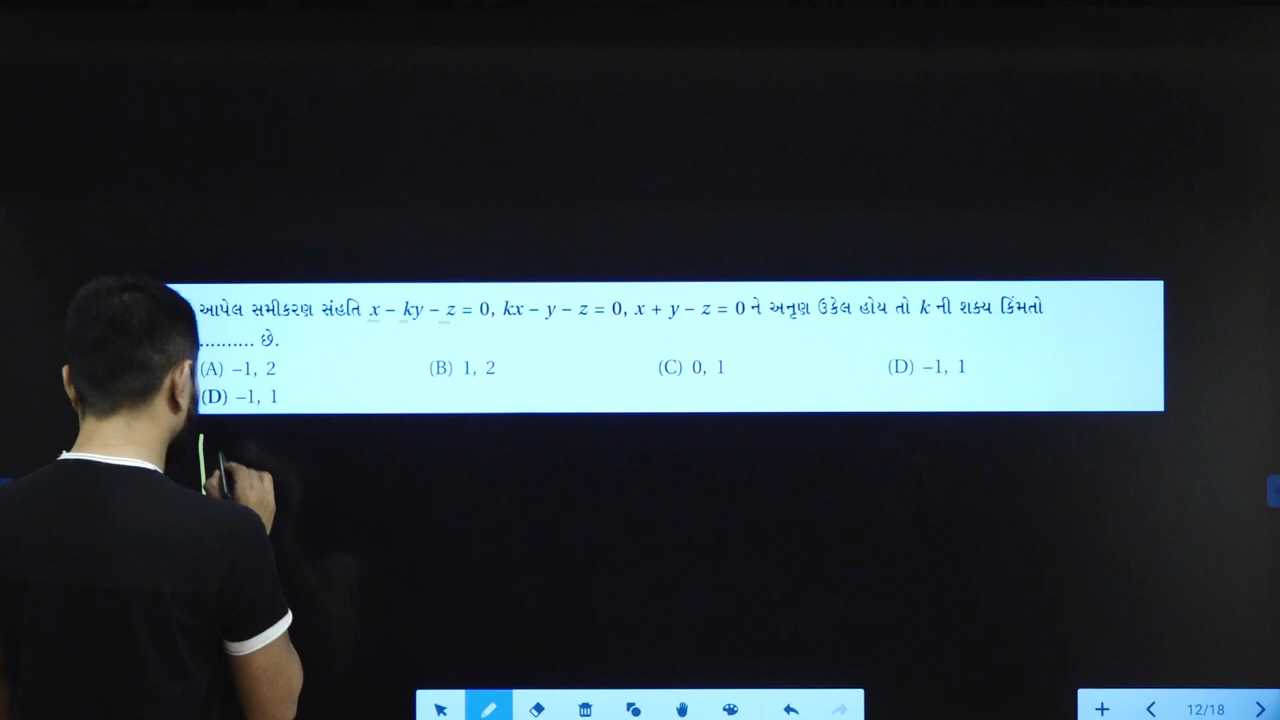 આપેલ સમીકરણ સંહતિ x − ky − z = 0, kx − y − z = 0, x + y − z = 0 ને અનૃણ ઉકેલ હોય તો k ની શક્ય કિંમતો
.......... છે.
(A) −1, 2 (B) 1, 2 (C) 0, 1 (D) −1, 1
(D) −1, 1
12/18